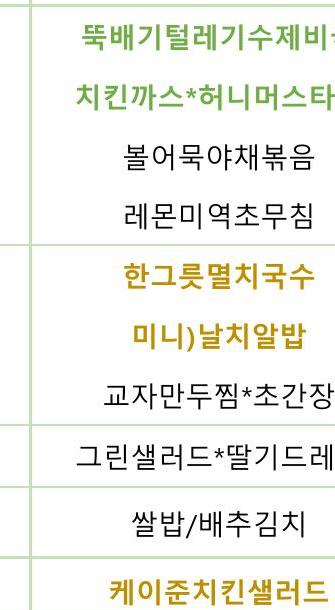 뚝배기털레기수제비
치킨까스*허니머스타
볼어묵야채볶음
레몬미역초무침
한그릇멸치국수
미니)날치알밥
교자만두찜*초간장
그린샐러드*딸기드레
쌀밥/배추김치
케이준치킨샐러드